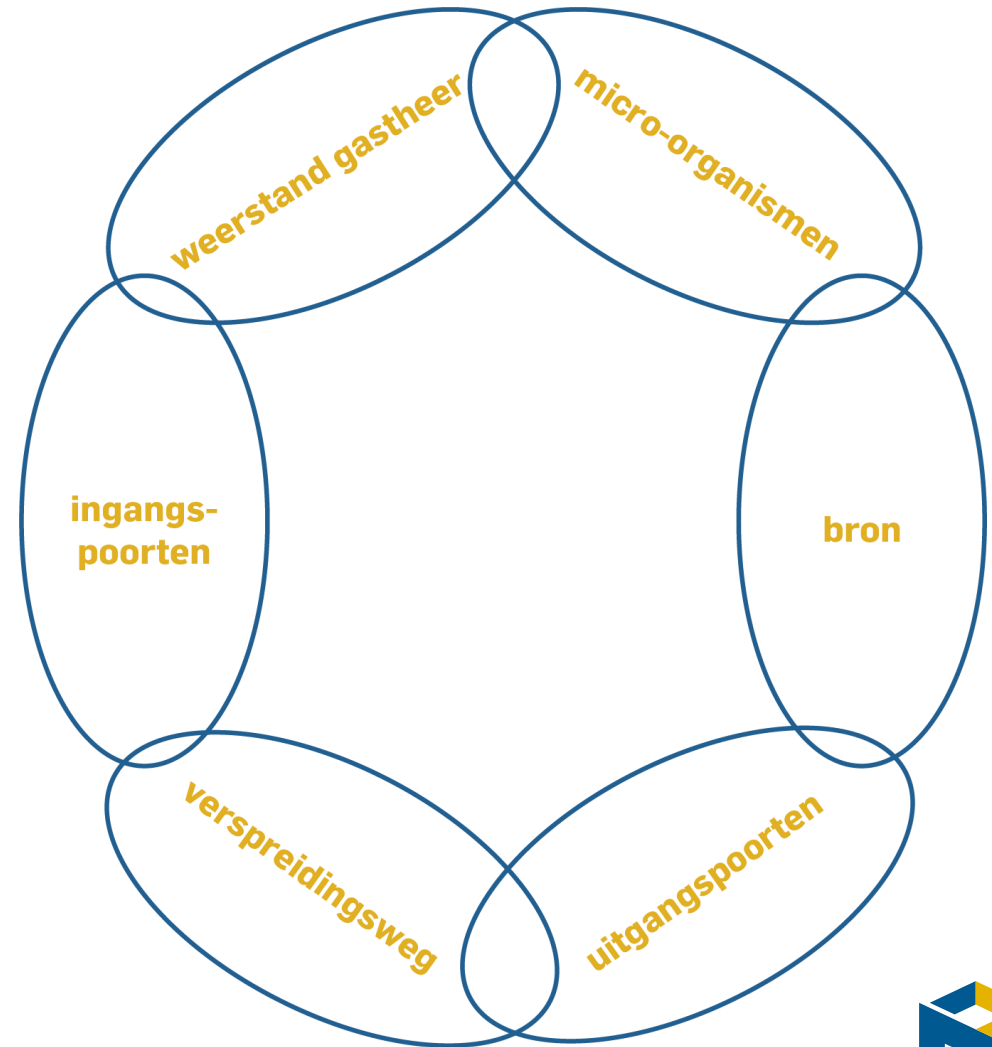 weerstand gastheer
micro-organismen
ingangs-
poorten
bron
verspreidingsweg
uitgangspoorten